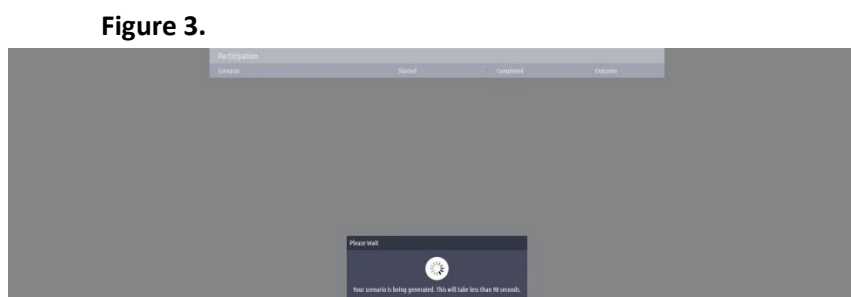 Figure 3.
Participation
Scenario Started Completed Outcome
Please Wait
Your scenario is being generated. This will take less than 90 seconds.